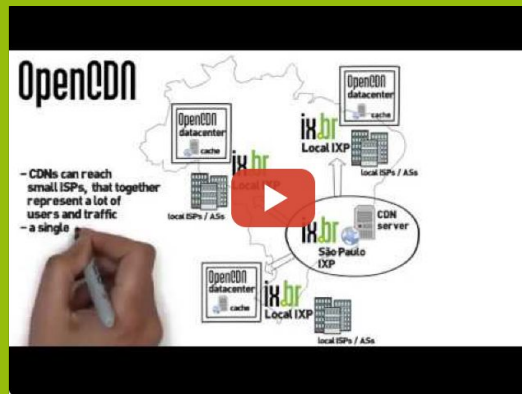 OpenCDN
- CDNs can reach
small ISPs, that together
represent a lot of
users and traffic
- a single
OpenCDN
datacenter
cache
ix.br
Local IXP
local ISPs / ASs
OpenCDN
datacenter
cache
ix.br
Local IXP
local ISPs / ASs
ix.br
São Paulo
IXP
CDN
server
OpenCDN
datacenter
cache
ix.br
Local IXP
local ISPs / ASs